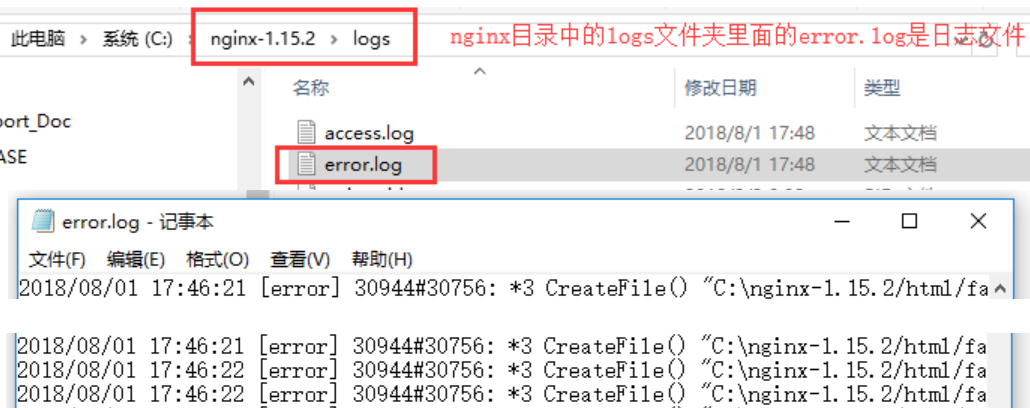 此电脑 › 系统 (C:) › nginx-1.15.2 › logs
nginx目录中的logs文件夹里面的error.log是日志文件
名称 修改日期 类型
port_Doc
ASE
access.log 2018/8/1 17:48 文本文档
error.log 2018/8/1 17:48 文本文档
error.log - 记事本
文件(F) 编辑(E) 格式(O) 查看(V) 帮助(H)
2018/08/01 17:46:21 [error] 30944#30756: *3 CreateFile() "C:\nginx-1.15.2/html/fa
2018/08/01 17:46:21 [error] 30944#30756: *3 CreateFile() "C:\nginx-1.15.2/html/fa
2018/08/01 17:46:22 [error] 30944#30756: *3 CreateFile() "C:\nginx-1.15.2/html/fa
2018/08/01 17:46:22 [error] 30944#30756: *3 CreateFile() "C:\nginx-1.15.2/html/fa